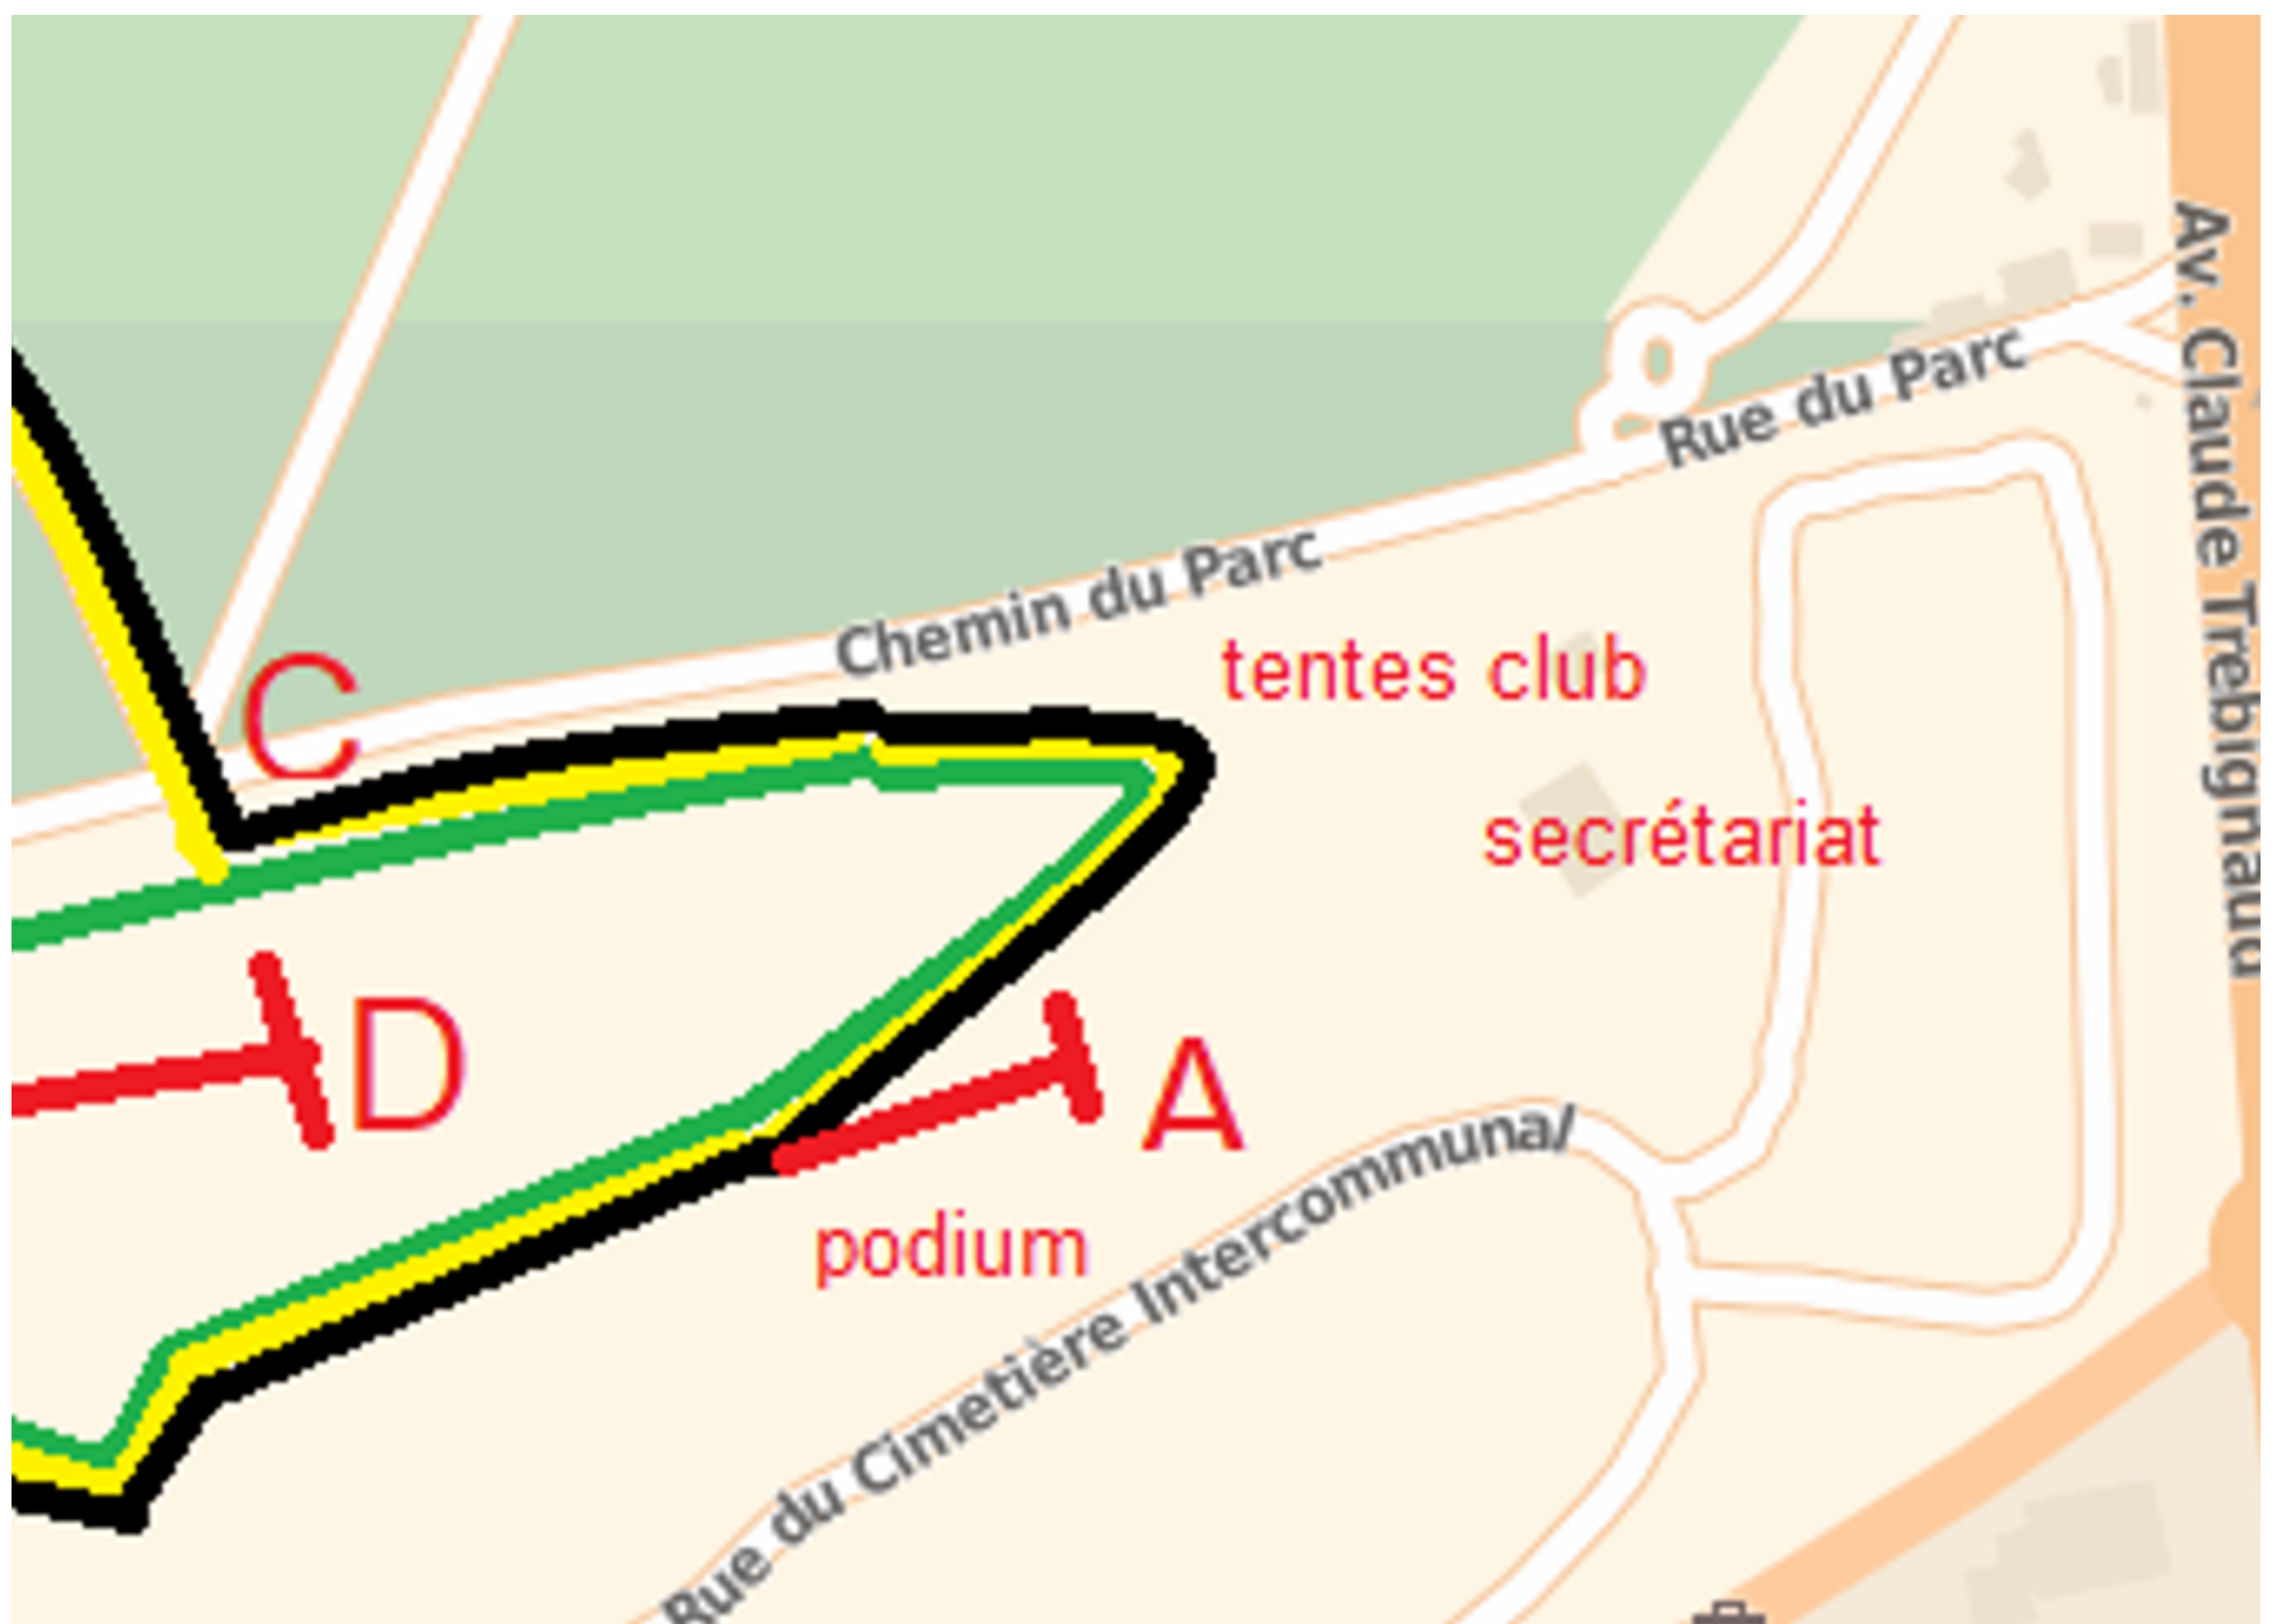 Av. Claude Trebignaud
Rue du Parc
Chemin du Parc
tentes club
C
secrétariat
D
A
podium
Rue du Cimetière Intercommunal